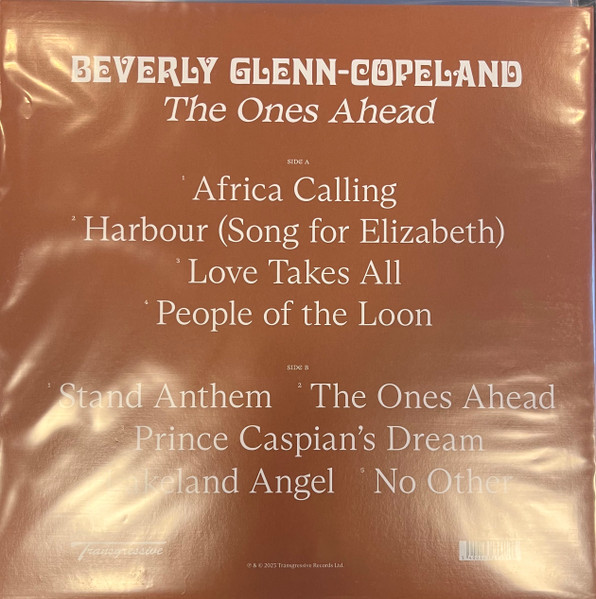 BEVERLY GLENN-COPELAND
The Ones Ahead
SIDE A
1 Africa Calling
2 Harbour (Song for Elizabeth)
3 Love Takes All
4 People of the Loon
SIDE B
1 Stand Anthem 2 The Ones Ahead
3 Prince Caspian's Dream
Angel 5 No Other
Transgressive
℗ & © 2023 Transgressive Records Ltd.